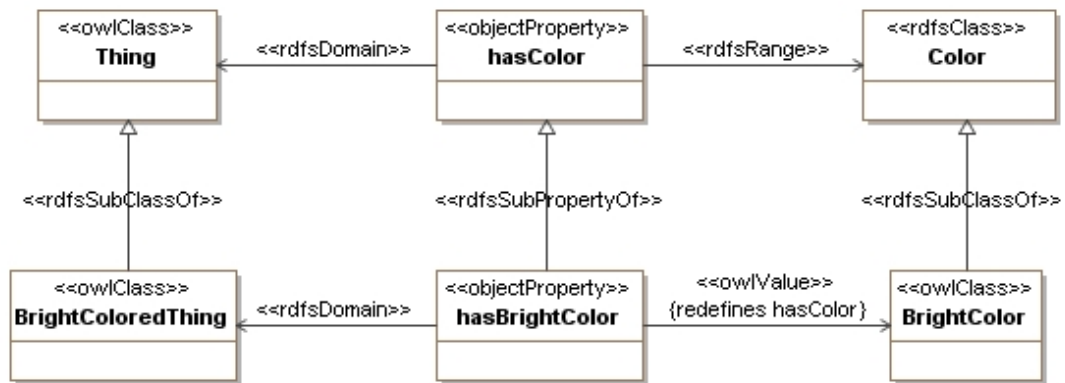 <<owlClass>>
Thing
<<rdfsDomain>>
<<objectProperty>>
hasColor
<<rdfsRange>>
<<rdfsClass>>
Color
<<rdfsSubClassOf>>
<<rdfsSubPropertyOf>>
<<rdfsSubClassOf>>
<<owlClass>>
BrightColoredThing
<<rdfsDomain>>
<<objectProperty>>
hasBrightColor
<<owlValue>>
{redefines hasColor}
<<owlClass>>
BrightColor